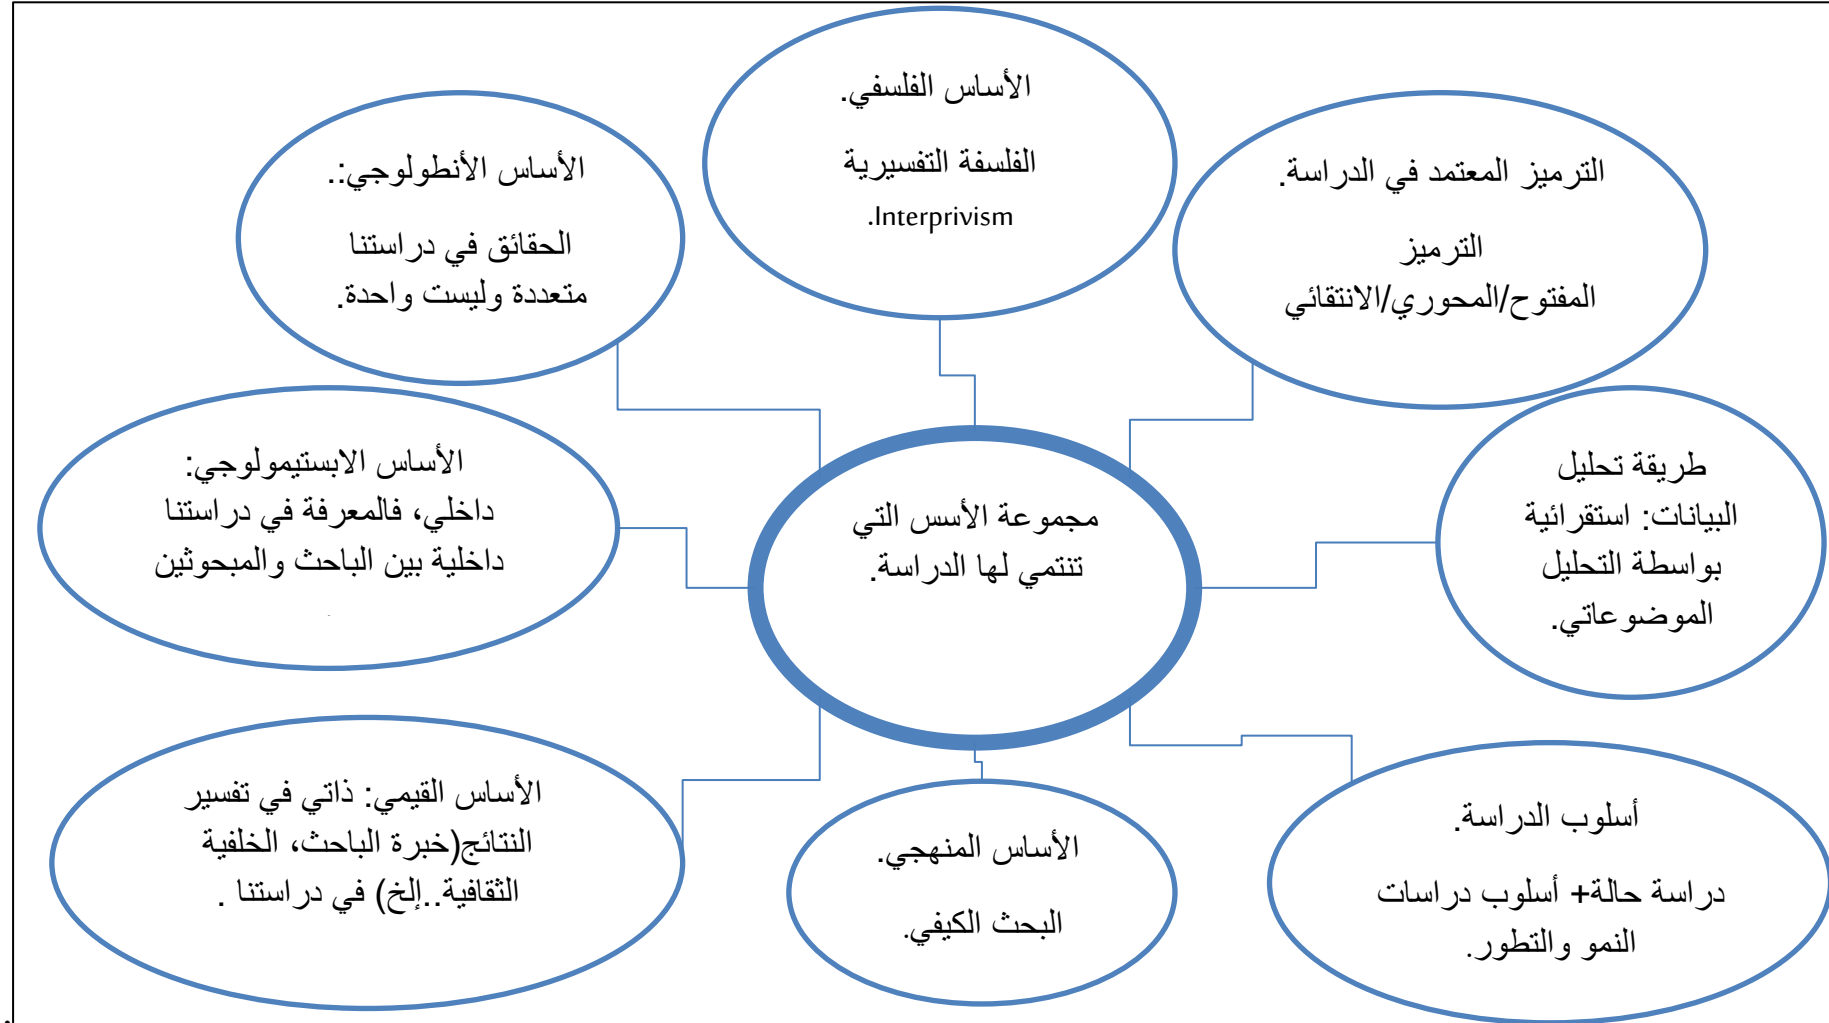 الأساس الفلسفي.
الفلسفة التفسيرية
Interprivism.
الترميز المعتمد في الدراسة.
الترميز
المفتوح/المحوري/الانتقائي
طريقة تحليل
البيانات: استقرائية
بواسطة التحليل
الموضوعاتي.
أسلوب الدراسة.
دراسة حالة+ أسلوب دراسات
النمو والتطور.
الأساس المنهجي.
البحث الكيفي.
الأساس القيمي: ذاتي في تفسير
النتائج(خبرة الباحث، الخلفية
الثقافية..إلخ) في دراستنا .
الأساس الابستيمولوجي:
داخلي، فالمعرفة في دراستنا
داخلية بين الباحث والمبحوثين
.
الأساس الأنطولوجي:.
الحقائق في دراستنا
متعددة وليست واحدة.
مجموعة الأسس التي
تنتمي لها الدراسة.